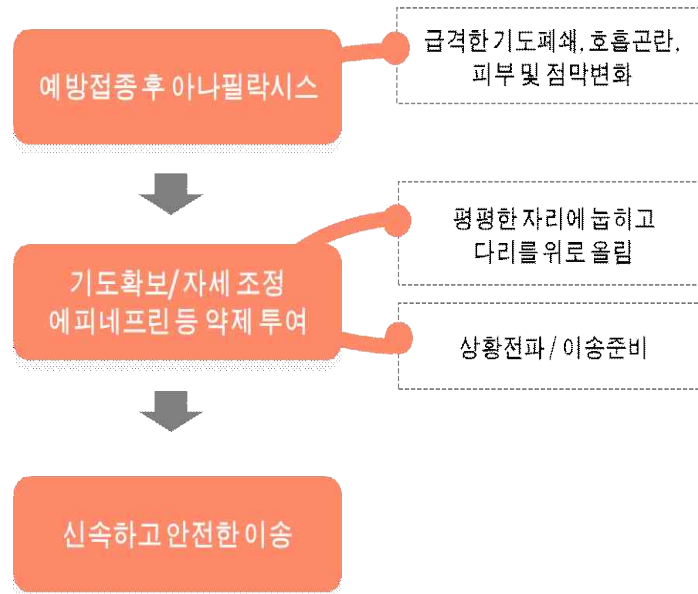 예방접종 후 아나필락시스
급격한 기도폐쇄, 호흡곤란,
피부 및 점막변화
기도확보/ 자세 조정
에피네프린 등 약제 투여
평평한 자리에 눕히고
다리를 위로 올림
상황전파 / 이송준비
신속하고 안전한 이송